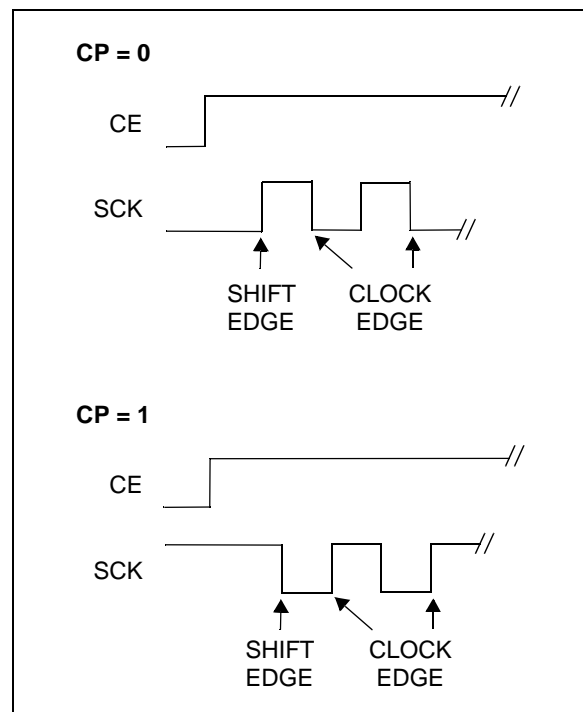 CP = 0
CE
SCK
SHIFT EDGE
CLOCK EDGE
CP = 1
CE
SCK
SHIFT EDGE
CLOCK EDGE